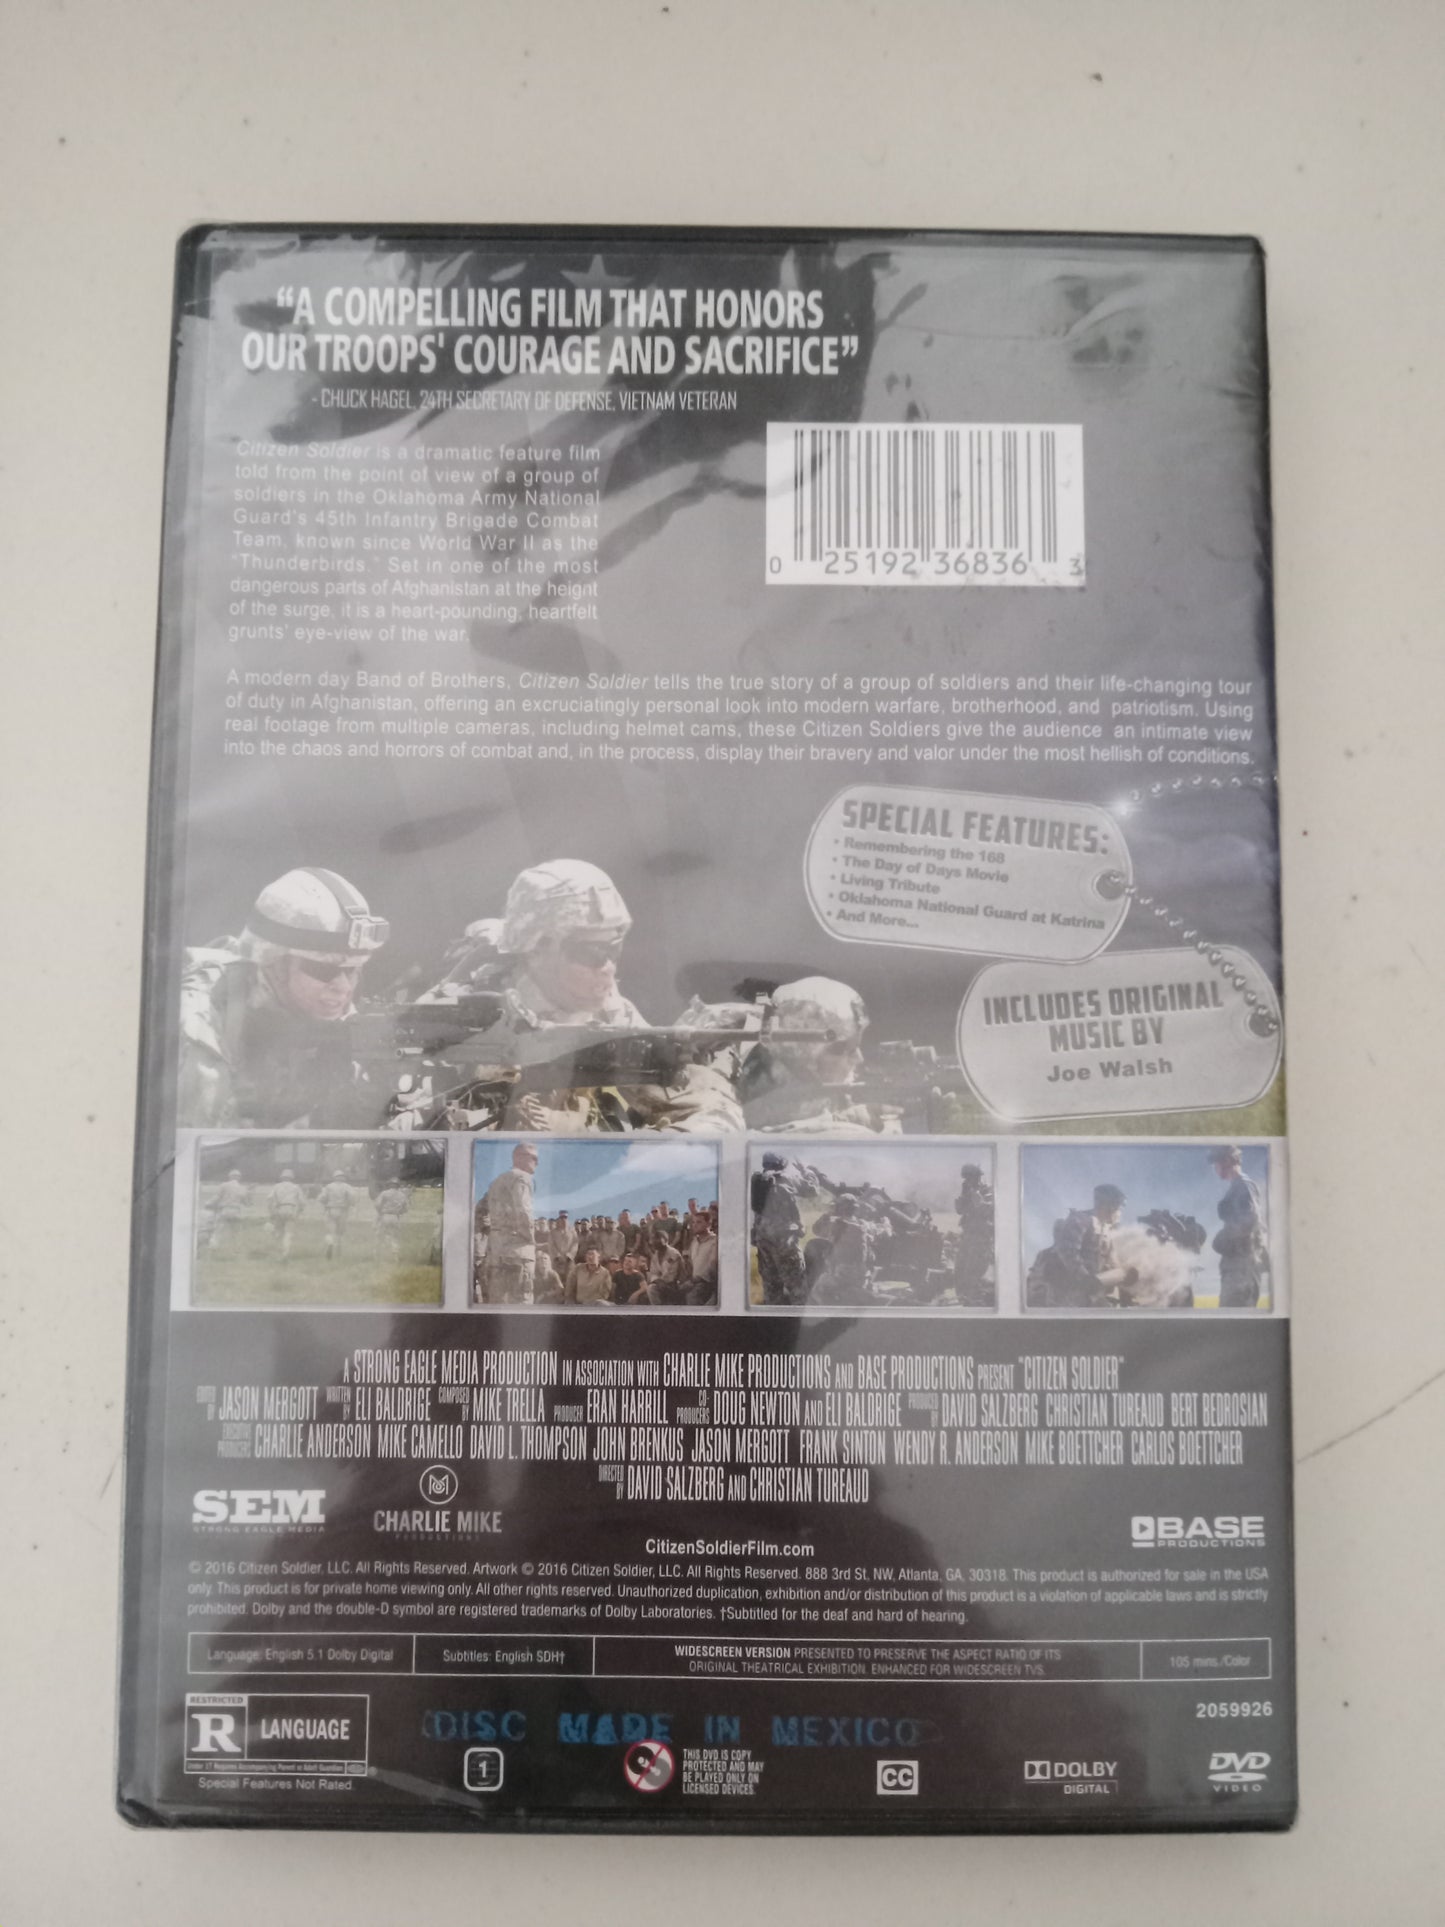 “A COMPELLING FILM THAT HONORS
OUR TROOPS' COURAGE AND SACRIFICE”
- CHUCK HAGEL, 24TH SECRETARY OF DEFENSE, VIETNAM VETERAN
Citizen Soldier is a dramatic feature film
told from the point of view of a group of
soldiers in the Oklahoma Army National
Guard's 45th Infantry Brigade Combat
Team, known since World War II as the
"Thunderbirds." Set in one of the most
dangerous parts of Afghanistan at the height
of the surge, it is a heart-pounding, heartfelt
grunts' eye-view of the war.
0 25192 36836 3
A modern day Band of Brothers, Citizen Soldier tells the true story of a group of soldiers and their life-changing tour
of duty in Afghanistan, offering an excruciatingly personal look into modern warfare, brotherhood, and patriotism. Using
real footage from multiple cameras, including helmet cams, these Citizen Soldiers give the audience an intimate view
into the chaos and horrors of combat and, in the process, display their bravery and valor under the most hellish of conditions.
SPECIAL FEATURES:
• Remembering the 168
• The Day of Days Movie
• Living Tribute
• Oklahoma National Guard at Katrina
• And More...
INCLUDES ORIGINAL
MUSIC BY
Joe Walsh
A STRONG EAGLE MEDIA PRODUCTION IN ASSOCIATION WITH CHARLIE MIKE PRODUCTIONS AND BASE PRODUCTIONS PRESENT "CITIZEN SOLDIER"
EDITED BY JASON MERGOTT WRITTEN BY ELI BALDRIGE COMPOSED BY MIKE TRELLA PRODUCER ERAN HARRILL CO-PRODUCERS DOUG NEWTON AND ELI BALDRIGE PRODUCED BY DAVID SALZBERG CHRISTIAN TUREAUD BERT BEDROSIAN
EXECUTIVE PRODUCERS CHARLIE ANDERSON MIKE CAMELLO DAVID L. THOMPSON JOHN BRENKUS JASON MERGOTT FRANK SINTON WENDY R. ANDERSON MIKE BOETTCHER CARLOS BOETTCHER
DIRECTED BY DAVID SALZBERG AND CHRISTIAN TUREAUD
SEM
STRONG EAGLE MEDIA
CHARLIE MIKE
PRODUCTIONS
CitizenSoldierFilm.com
BASE
PRODUCTIONS
© 2016 Citizen Soldier, LLC. All Rights Reserved. Artwork © 2016 Citizen Soldier, LLC. All Rights Reserved. 888 3rd St. NW, Atlanta, GA, 30318. This product is authorized for sale in the USA
only. This product is for private home viewing only. All other rights reserved. Unauthorized duplication, exhibition and/or distribution of this product is a violation of applicable laws and is strictly
prohibited. Dolby and the double-D symbol are registered trademarks of Dolby Laboratories. †Subtitled for the deaf and hard of hearing.
Language: English 5.1 Dolby Digital
Subtitles: English SDH†
WIDESCREEN VERSION PRESENTED TO PRESERVE THE ASPECT RATIO OF ITS
ORIGINAL THEATRICAL EXHIBITION. ENHANCED FOR WIDESCREEN TVS.
105 mins./Color
2059926
RESTRICTED
R LANGUAGE
Under 17 Requires Accompanying Parent or Adult Guardian
Special Features Not Rated.
DISC MADE IN MEXICO
1
THIS DVD IS COPY
PROTECTED AND MAY
BE PLAYED ONLY ON
LICENSED DEVICES.
CC
DOLBY
DIGITAL
DVD
VIDEO